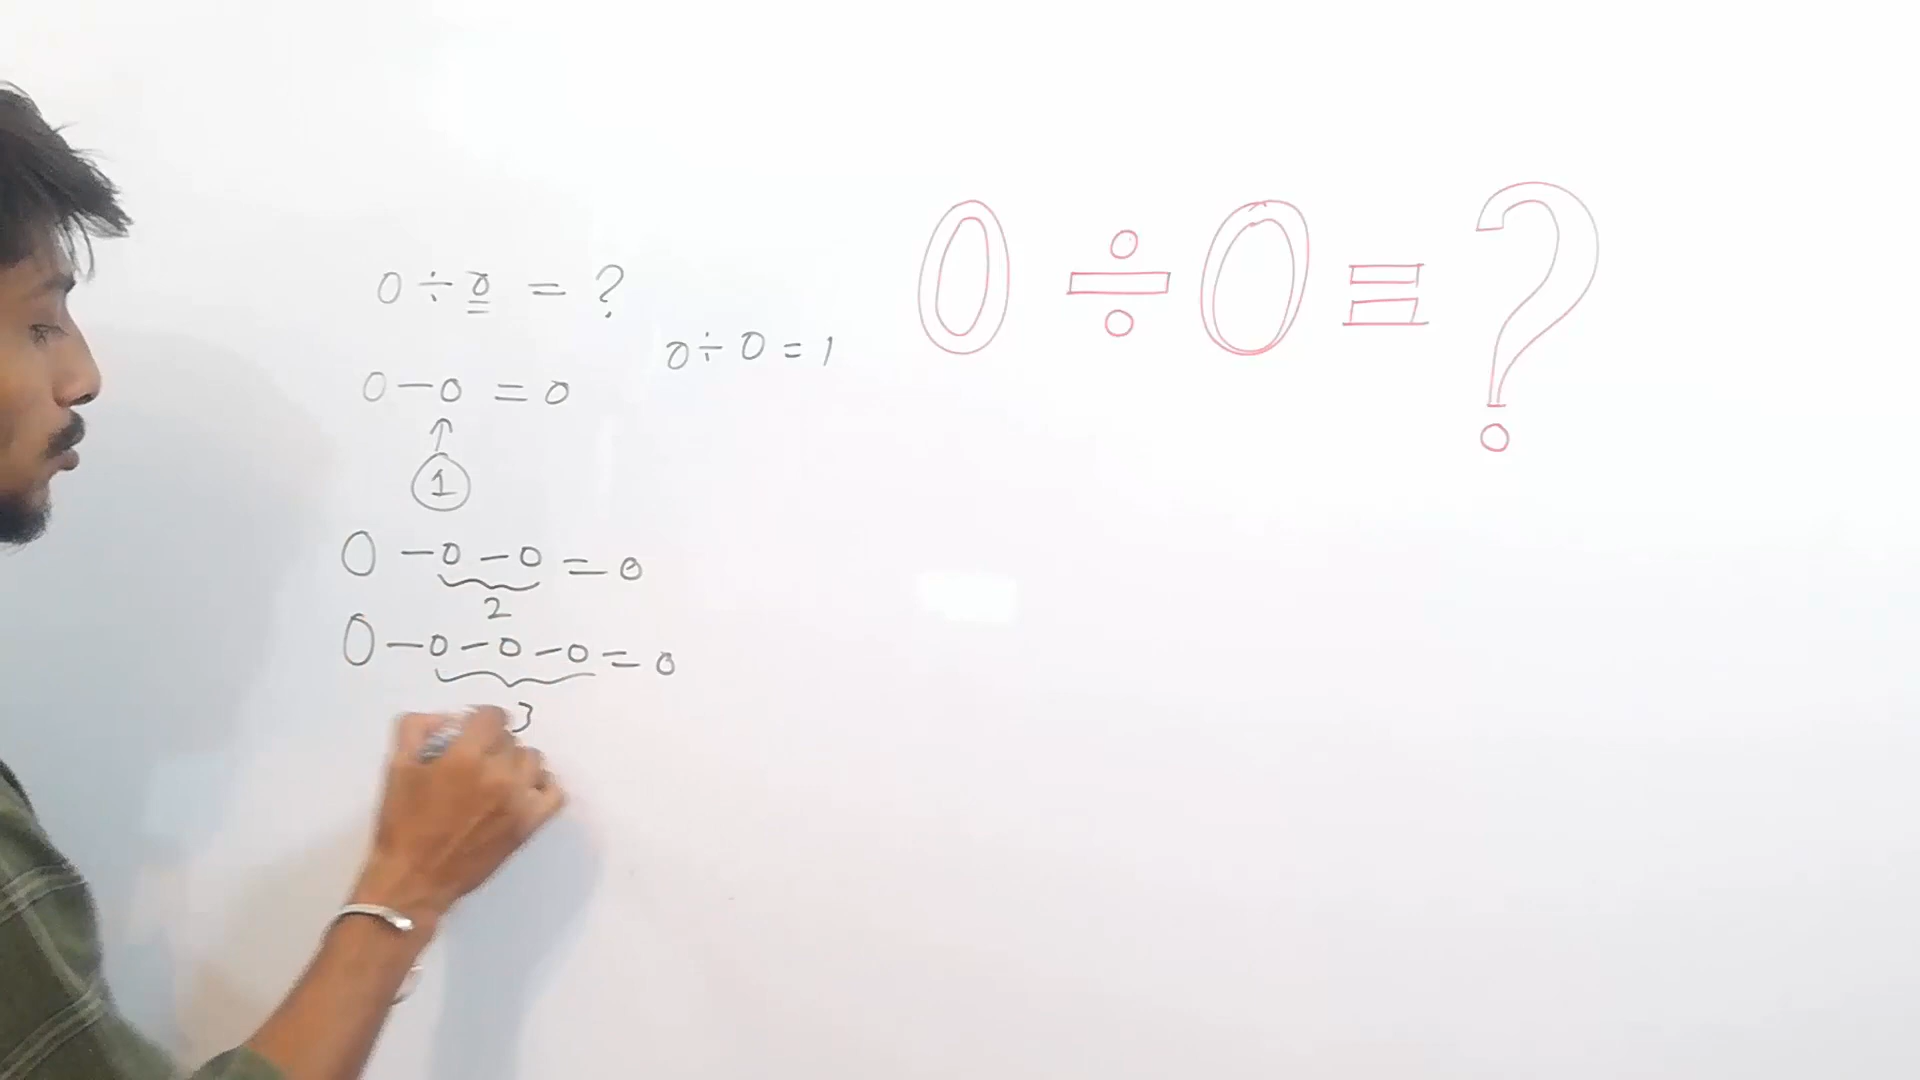 0 ÷ 0 = ?
0 ÷ 0 = 1
0 - 0 = 0
↑
1
0 - 0 - 0 = 0
2
0 - 0 - 0 - 0 = 0
3
0 ÷ 0 = ?